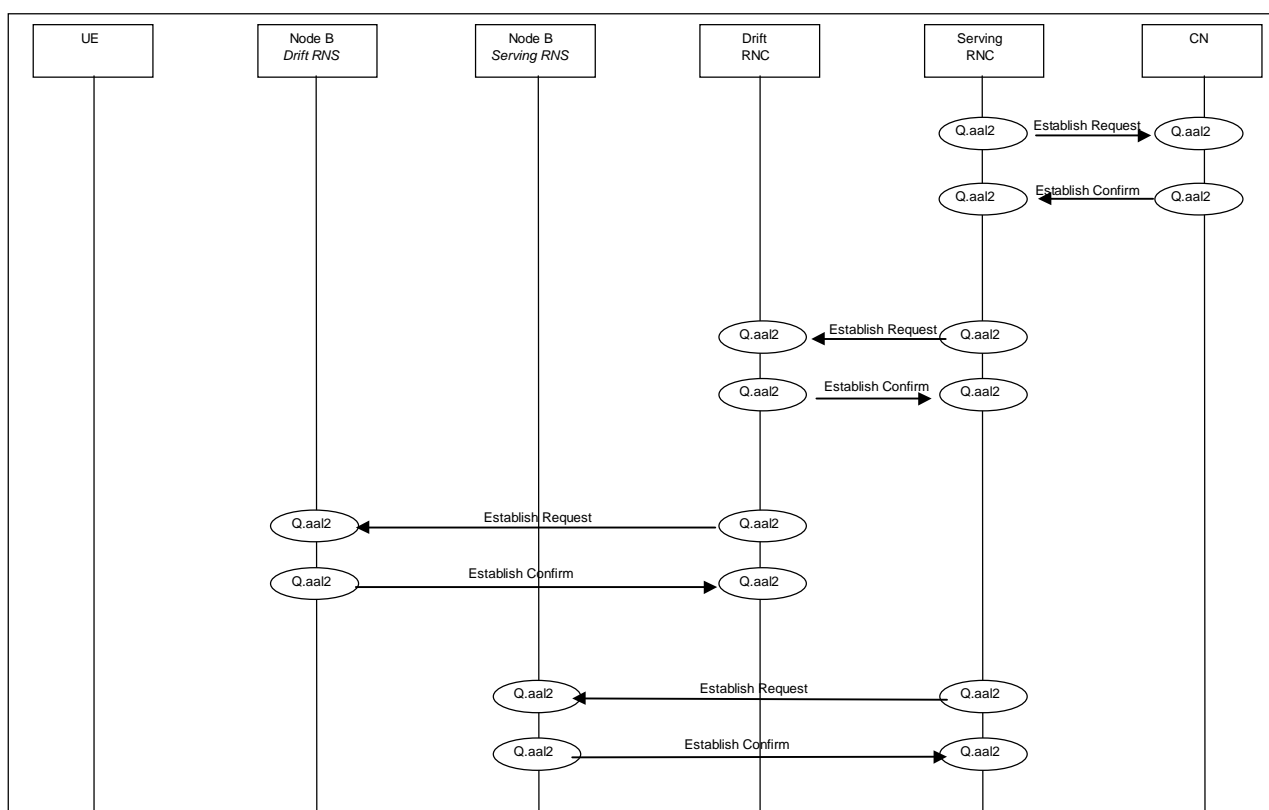 UE
Node B
Drift RNS
Node B
Serving RNS
Drift
RNC
Serving
RNC
CN
Q.aal2
Establish Request
Q.aal2
Q.aal2
Establish Confirm
Q.aal2
Q.aal2
Establish Request
Q.aal2
Q.aal2
Establish Confirm
Q.aal2
Q.aal2
Establish Request
Q.aal2
Q.aal2
Establish Confirm
Q.aal2
Q.aal2
Establish Request
Q.aal2
Q.aal2
Establish Confirm
Q.aal2